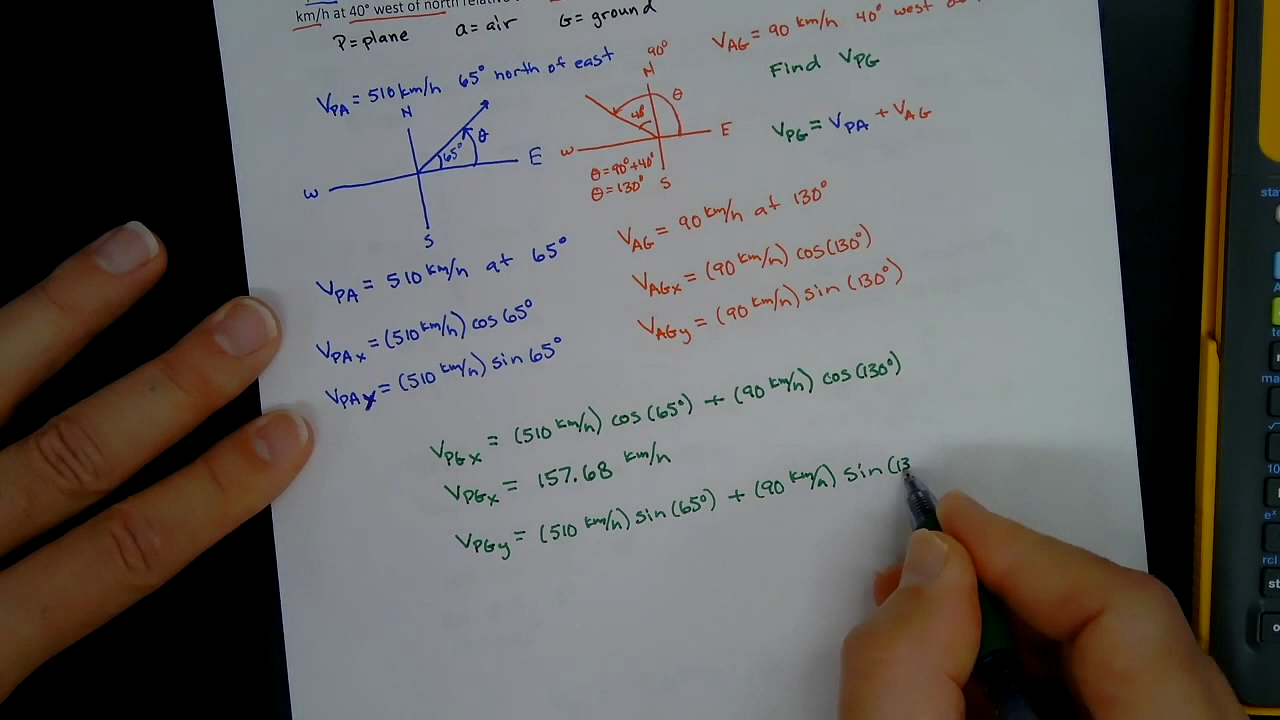 km/h at 40° west of north relative
P=plane a=air G=ground
V_PA = 510 km/h 65° north of east
V_AG = 90 km/h 40° west
Find V_PG
V_PG = V_PA + V_AG
N
65° θ
W E
S
90°
N
40° θ
W E
S
θ=90°+40°
θ=130°
V_PA = 510 km/h at 65°
V_PAx = (510 km/h) cos 65°
V_PAy = (510 km/h) sin 65°
V_AG = 90 km/h at 130°
V_AGx = (90 km/h) cos(130°)
V_AGy = (90 km/h) sin (130°)
V_PGx = (510 km/h) cos(65°) + (90 km/h) cos(130°)
V_PGx = 157.68 km/h
V_PGy = (510 km/h) sin(65°) + (90 km/h) sin(13